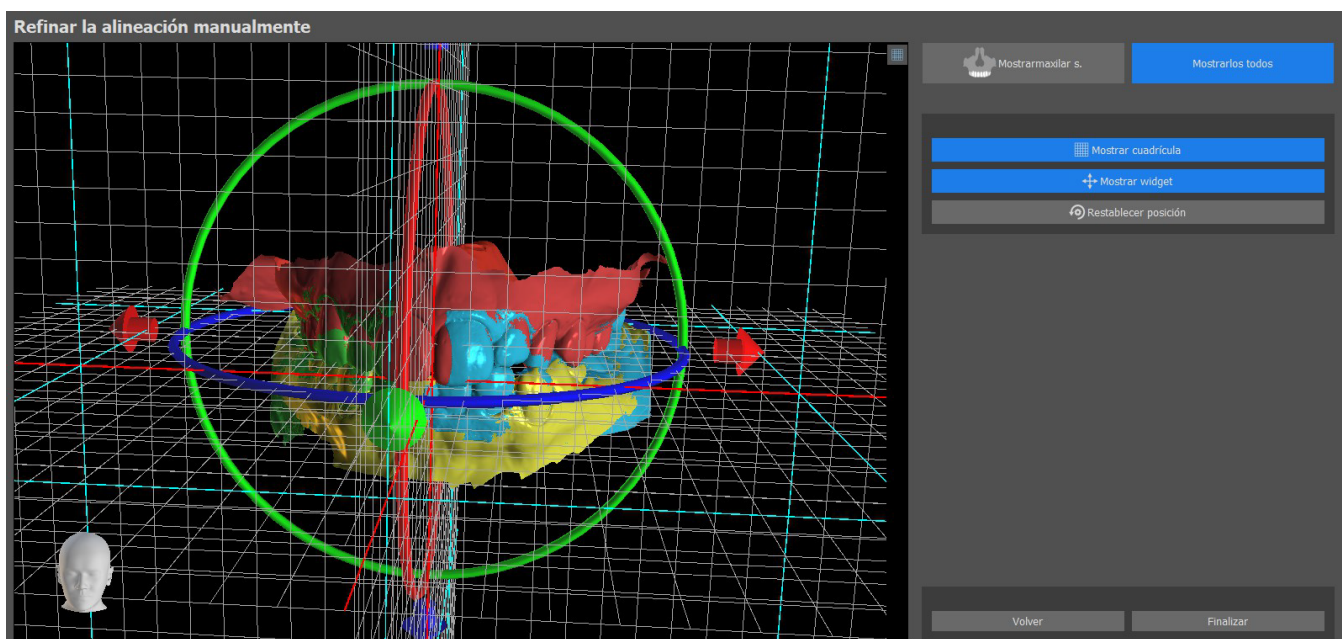 Refinar la alineación manualmente
Mostrarmaxilar s.
Mostrarlos todos
Mostrar cuadrícula
Mostrar widget
Restablecer posición
Volver
Finalizar